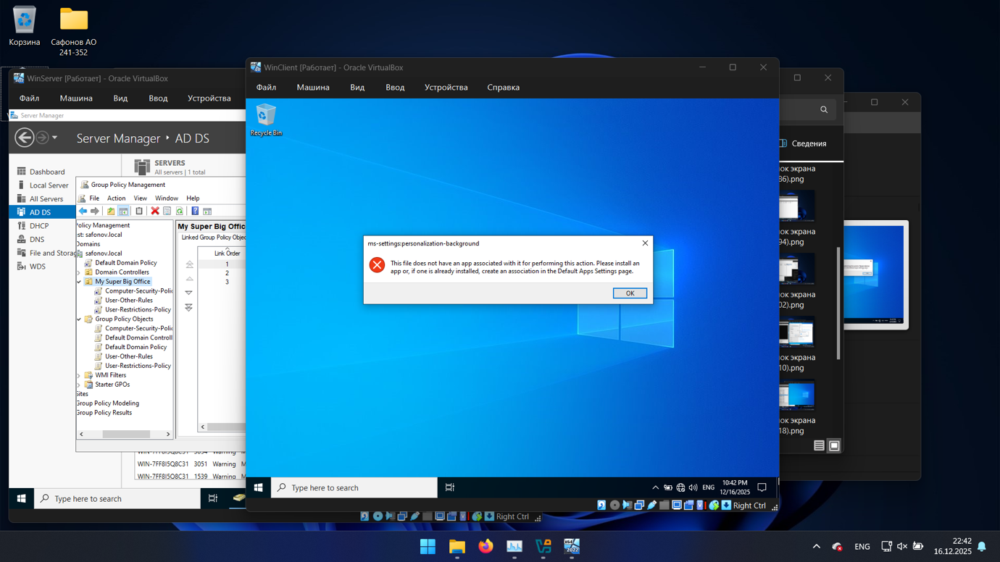 Корзина
Сафонов АО
241-352
WinServer [Работает] - Oracle VirtualBox
Файл Машина Вид Ввод Устройства
Server Manager
Server Manager AD DS
Dashboard
Local Server
All Servers
AD DS
DHCP
DNS
File and Storag
WDS
SERVERS
All servers | 1 total
Group Policy Management
File Action View Window Help
Policy Management
est: safonov.local
Domains
safonov.local
Default Domain Policy
Domain Controllers
My Super Big Office
Computer-Security-Polic
User-Other-Rules
User-Restrictions-Policy
Group Policy Objects
Computer-Security-Polic
Default Domain Controll
Default Domain Policy
User-Other-Rules
User-Restrictions-Policy
WMI Filters
Starter GPOs
Sites
Group Policy Modeling
Group Policy Results
My Super Big Office
Linked Group Policy Objec
Link Order
1
2
3
WIN-7FF8I5Q8C31 3051 Warning M
WIN-7FF8I5Q8C31 1539 Warning M
Type here to search
Right Ctrl
WinClient [Работает] - Oracle VirtualBox
Файл Машина Вид Ввод Устройства Справка
Recycle Bin
ms-settings:personalization-background
This file does not have an app associated with it for performing this action. Please install an
app or, if one is already installed, create an association in the Default Apps Settings page.
OK
Type here to search
ENG
10:42 PM
12/16/2025
Right Ctrl
Сведения
ок экрана
86).png
ок экрана
94).png
ок экрана
02).png
ок экрана
10).png
ок экрана
18).png
ENG
22:42
16.12.2025